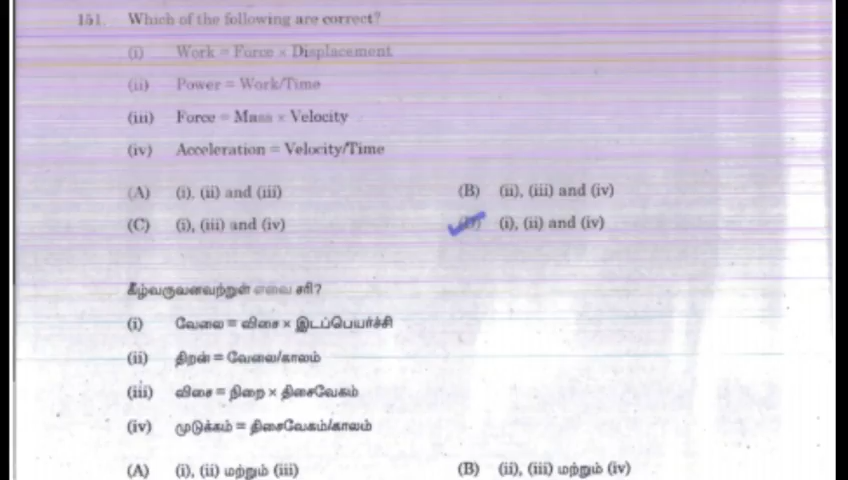 151. Which of the following are correct?
(i) Work = Force × Displacement
(ii) Power = Work/Time
(iii) Force = Mass × Velocity
(iv) Acceleration = Velocity/Time
(A) (i), (ii) and (iii) (B) (ii), (iii) and (iv)
(C) (i), (iii) and (iv) (D) (i), (ii) and (iv)
கீழ்வருவனவற்றுள் எவை சரி?
(i) வேலை = விசை × இடப்பெயர்ச்சி
(ii) திறன் = வேலை/காலம்
(iii) விசை = நிறை × திசைவேகம்
(iv) முடுக்கம் = திசைவேகம்/காலம்
(A) (i), (ii) மற்றும் (iii) (B) (ii), (iii) மற்றும் (iv)